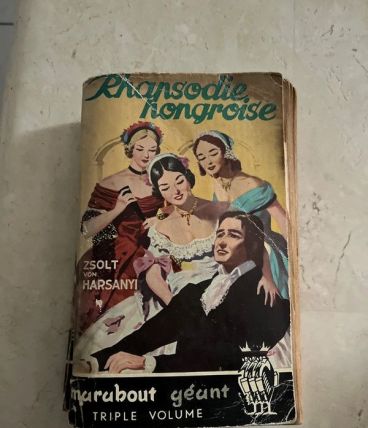 Rhapsodie
hongroise
ZSOLT
VON
HARSANYI
marabout géant
TRIPLE VOLUME